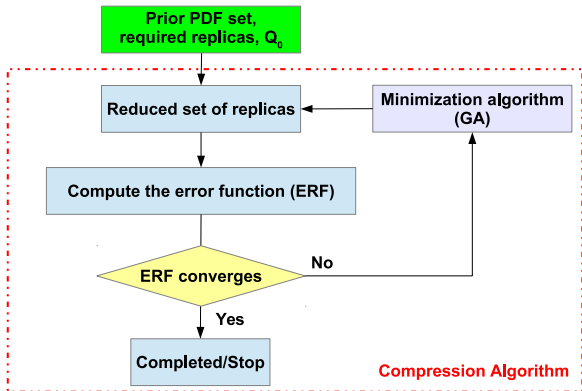 Prior PDF set,
required replicas, Q₀
Reduced set of replicas
Minimization algorithm
(GA)
Compute the error function (ERF)
ERF converges
No
Yes
Completed/Stop
Compression Algorithm